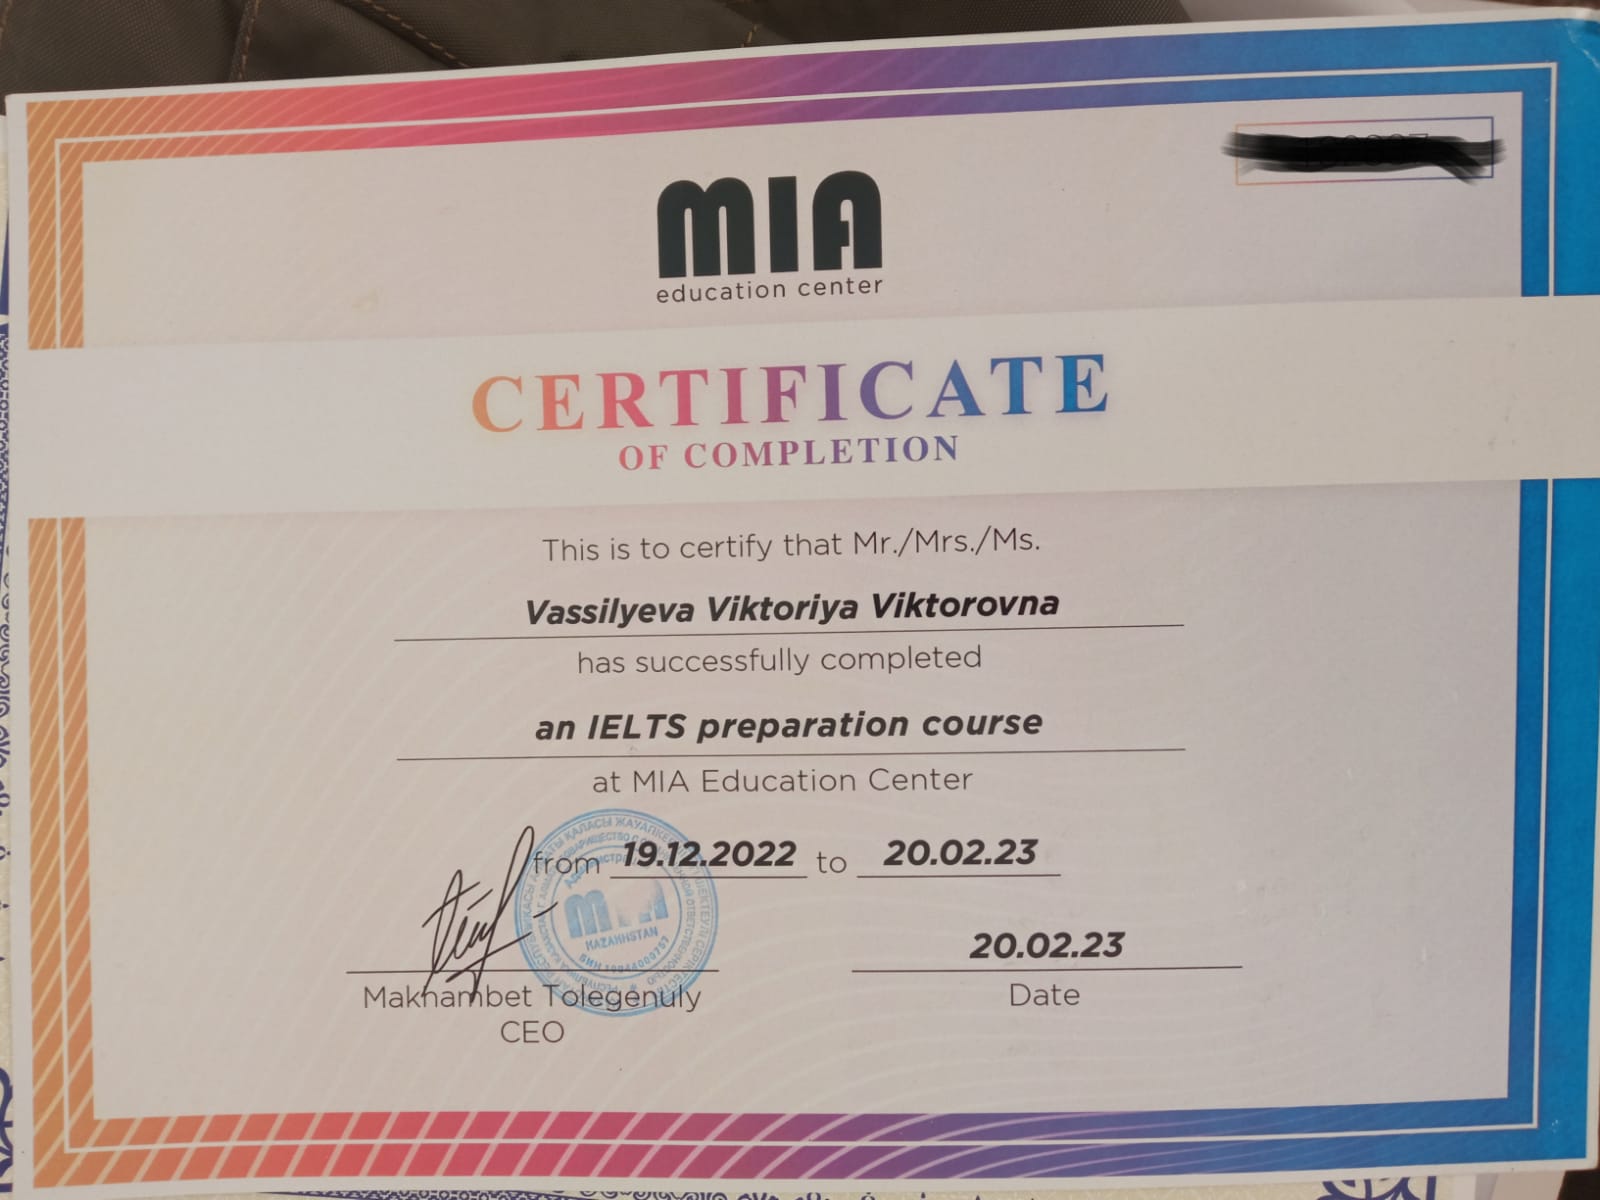 MIA
education center
CERTIFICATE
OF COMPLETION
This is to certify that Mr./Mrs./Ms.
Vassilyeva Viktoriya Viktorovna
has successfully completed
an IELTS preparation course
at MIA Education Center
from 19.12.2022 to 20.02.23
MIA
KAZAKHSTAN
20.02.23
Makhambet Tolegenuly
Date
CEO